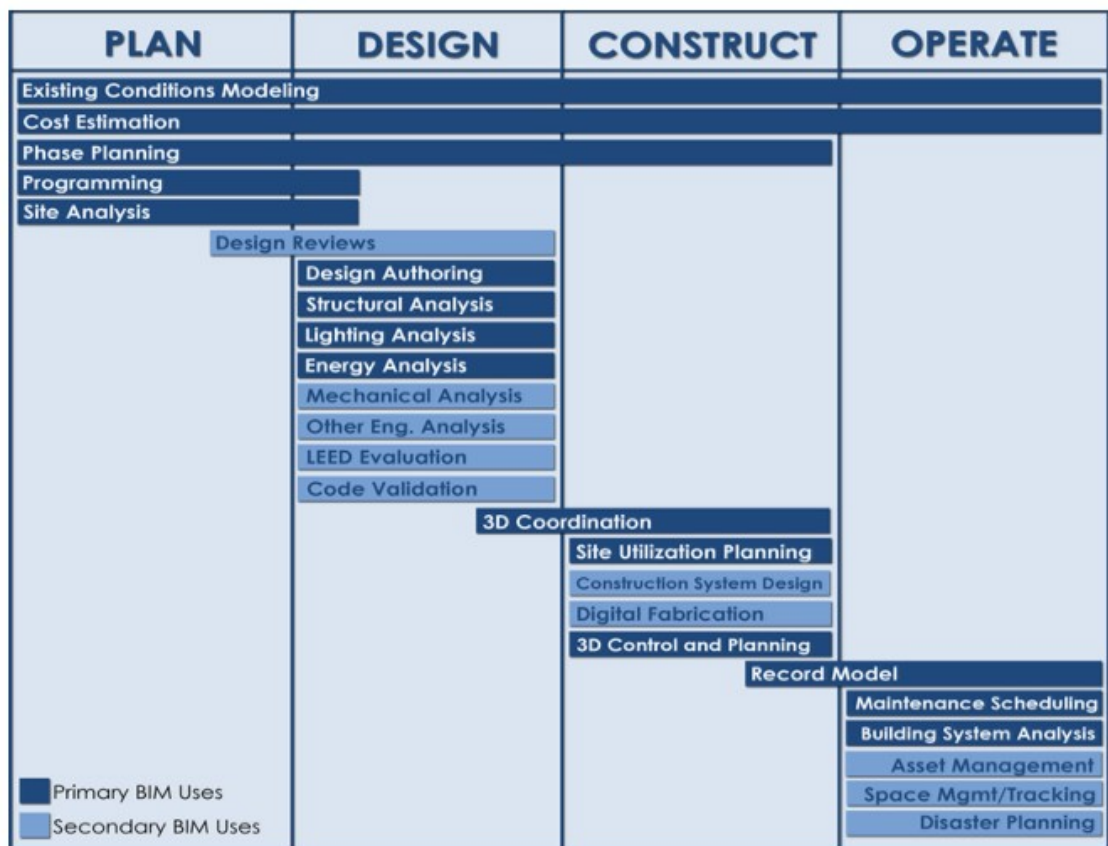 PLAN DESIGN CONSTRUCT OPERATE
Existing Conditions Modeling
Cost Estimation
Phase Planning
Programming
Site Analysis
Design Reviews
Design Authoring
Structural Analysis
Lighting Analysis
Energy Analysis
Mechanical Analysis
Other Eng. Analysis
LEED Evaluation
Code Validation
3D Coordination
Site Utilization Planning
Construction System Design
Digital Fabrication
3D Control and Planning
Record Model
Maintenance Scheduling
Building System Analysis
Asset Management
Space Mgmt/Tracking
Disaster Planning
Primary BIM Uses
Secondary BIM Uses